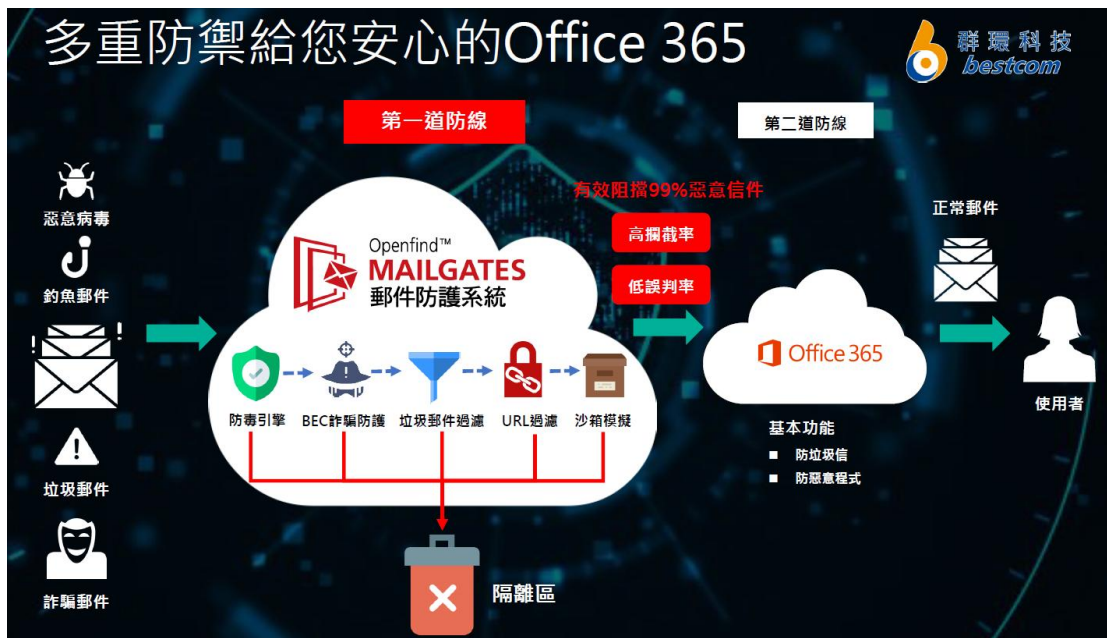 多重防禦給您安心的Office 365
群環科技
bestcom
第一道防線
第二道防線
惡意病毒
釣魚郵件
垃圾郵件
詐騙郵件
Openfind™
MAILGATES
郵件防護系統
防毒引擎
BEC詐騙防護
垃圾郵件過濾
URL過濾
沙箱模擬
隔離區
有效阻擋99%惡意信件
高攔截率
低誤判率
Office 365
基本功能
■ 防垃圾信
■ 防惡意程式
正常郵件
使用者